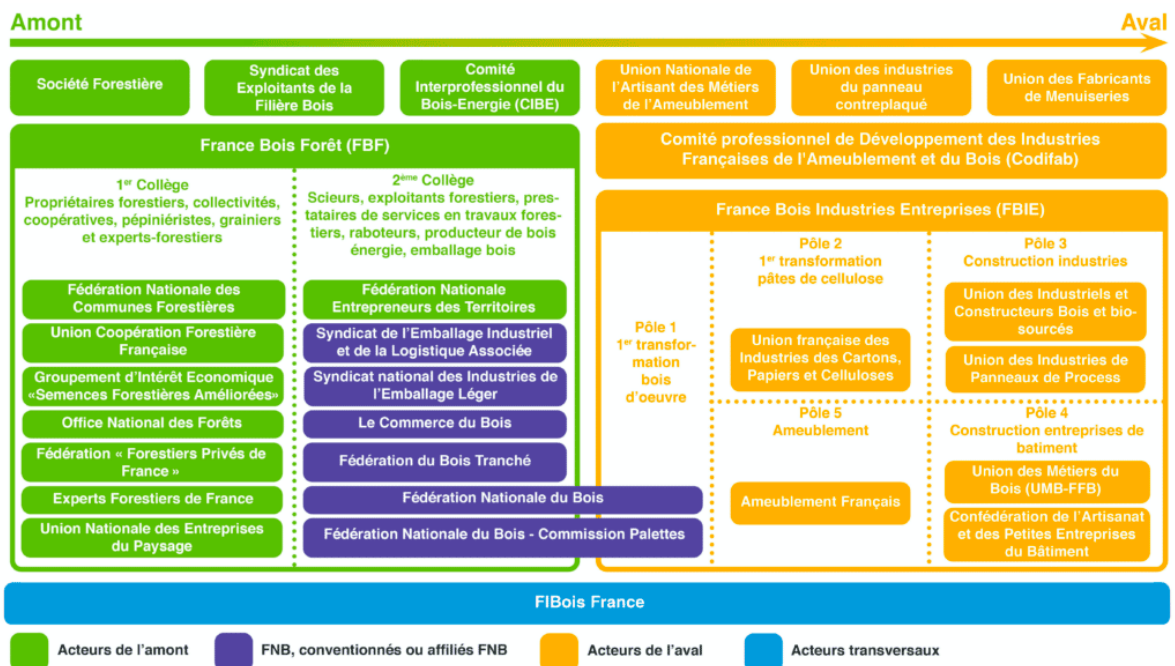 Amont
Aval
Société Forestière
Syndicat des
Exploitants de la
Filière Bois
Comité
Interprofessionnel du
Bois-Energie (CIBE)
Union Nationale de
l'Artisant des Métiers
de l'Ameublement
Union des industries
du panneau
contreplaqué
Union des Fabricants
de Menuiseries
France Bois Forêt (FBF)
1er Collège
Propriétaires forestiers, collectivités,
coopératives, pépiniéristes, grainiers
et experts-forestiers
Fédération Nationale des
Communes Forestières
Union Coopération Forestière
Française
Groupement d'Intérêt Economique
«Semences Forestières Améliorées»
Office National des Forêts
Fédération « Forestiers Privés de
France »
Experts Forestiers de France
Union Nationale des Entreprises
du Paysage
2ème Collège
Scieurs, exploitants forestiers, pres-
tataires de services en travaux fores-
tiers, raboteurs, producteur de bois
énergie, emballage bois
Fédération Nationale
Entrepreneurs des Territoires
Syndicat de l'Emballage Industriel
et de la Logistique Associée
Syndicat national des Industries de
l'Emballage Léger
Le Commerce du Bois
Fédération du Bois Tranché
Fédération Nationale du Bois
Fédération Nationale du Bois - Commission Palettes
Comité professionnel de Développement des Industries
Françaises de l'Ameublement et du Bois (Codifab)
France Bois Industries Entreprises (FBIE)
Pôle 1
1er transfor-
mation
bois
d'oeuvre
Pôle 2
1er transformation
pâtes de cellulose
Union française des
Industries des Cartons,
Papiers et Celluloses
Pôle 3
Construction industries
Union des Industriels et
Constructeurs Bois et bio-
sourcés
Union des Industries de
Panneaux de Process
Pôle 5
Ameublement
Ameublement Français
Pôle 4
Construction entreprises de
batiment
Union des Métiers du
Bois (UMB-FFB)
Confédération de l'Artisanat
et des Petites Entreprises
du Bâtiment
FIBois France
Acteurs de l'amont
FNB, conventionnés ou affiliés FNB
Acteurs de l'aval
Acteurs transversaux